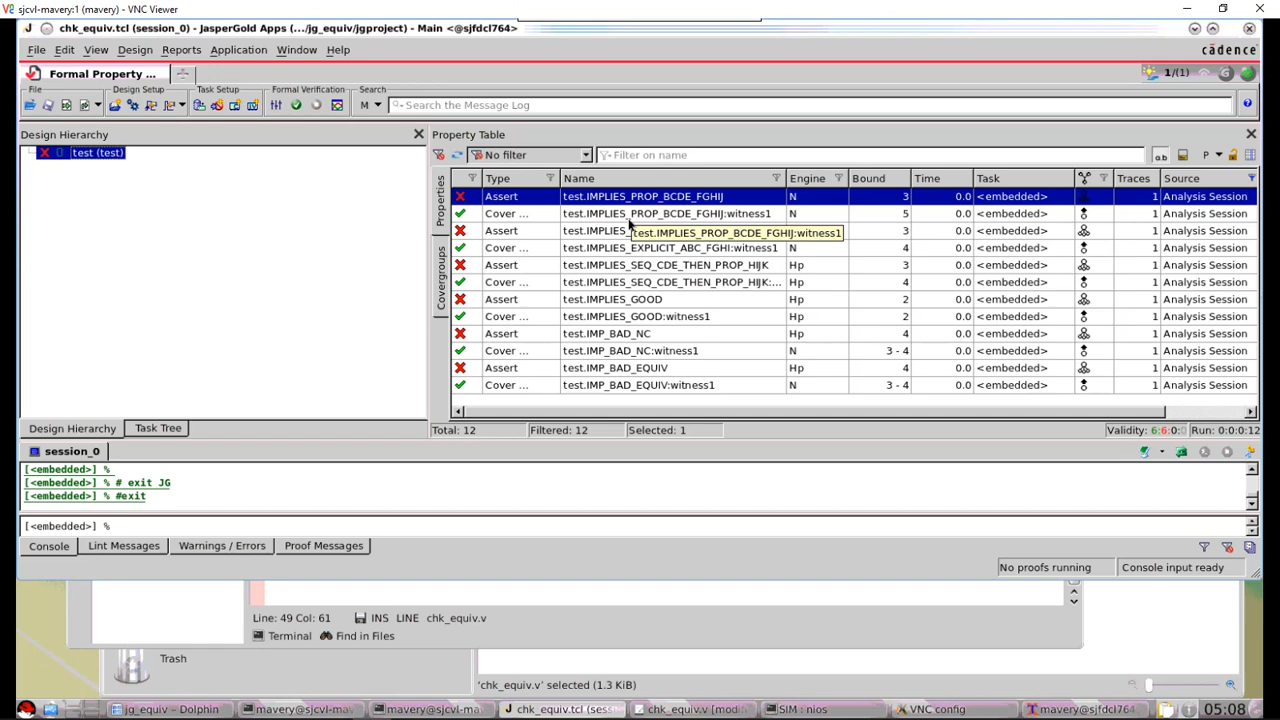 sjcvl-mavery:1 (mavery) - VNC Viewer
chk_equiv.tcl (session_0) - JasperGold Apps (.../jg_equiv/jgproject) - Main <@sjfdcl764>
File Edit View Design Reports Application Window Help
cādence
Formal Property ...
1/(1)
File Design Setup Task Setup Formal Verification Search
M Search the Message Log
Design Hierarchy
test (test)
Property Table
No filter Filter on name
Properties
Covergroups
Type Name Engine Bound Time Task Traces Source
Assert test.IMPLIES_PROP_BCDE_FGHIJ N 3 0.0 <embedded> 1 Analysis Session
Cover ... test.IMPLIES_PROP_BCDE_FGHIJ:witness1 N 5 0.0 <embedded> 1 Analysis Session
Assert test.IMPLIES_ 3 0.0 <embedded> 1 Analysis Session
test.IMPLIES_PROP_BCDE_FGHIJ:witness1
Cover ... test.IMPLIES_EXPLICIT_ABC_FGHI:witness1 N 4 0.0 <embedded> 1 Analysis Session
Assert test.IMPLIES_SEQ_CDE_THEN_PROP_HIJK Hp 3 0.0 <embedded> 1 Analysis Session
Cover ... test.IMPLIES_SEQ_CDE_THEN_PROP_HIJK:... Hp 4 0.0 <embedded> 1 Analysis Session
Assert test.IMPLIES_GOOD Hp 2 0.0 <embedded> 1 Analysis Session
Cover ... test.IMPLIES_GOOD:witness1 Hp 2 0.0 <embedded> 1 Analysis Session
Assert test.IMP_BAD_NC Hp 4 0.0 <embedded> 1 Analysis Session
Cover ... test.IMP_BAD_NC:witness1 N 3 - 4 0.0 <embedded> 1 Analysis Session
Assert test.IMP_BAD_EQUIV Hp 4 0.0 <embedded> 1 Analysis Session
Cover ... test.IMP_BAD_EQUIV:witness1 N 3 - 4 0.0 <embedded> 1 Analysis Session
Design Hierarchy Task Tree
Total: 12 Filtered: 12 Selected: 1 Validity: 6:6:0: Run: 0:0:0:12
session_0
[<embedded>] %
[<embedded>] % # exit JG
[<embedded>] % #exit
[<embedded>] %
Console Lint Messages Warnings / Errors Proof Messages
No proofs running Console input ready
Line: 49 Col: 61 INS LINE chk_equiv.v
Terminal Find in Files
Trash
'chk_equiv.v' selected (1.3 KiB)
jg_equiv – Dolphin mavery@sjcvl-mavery mavery@sjcvl-mavery chk_equiv.tcl (sess chk_equiv.v [modi SIM : nios VNC config mavery@sjfdcl764 05:08